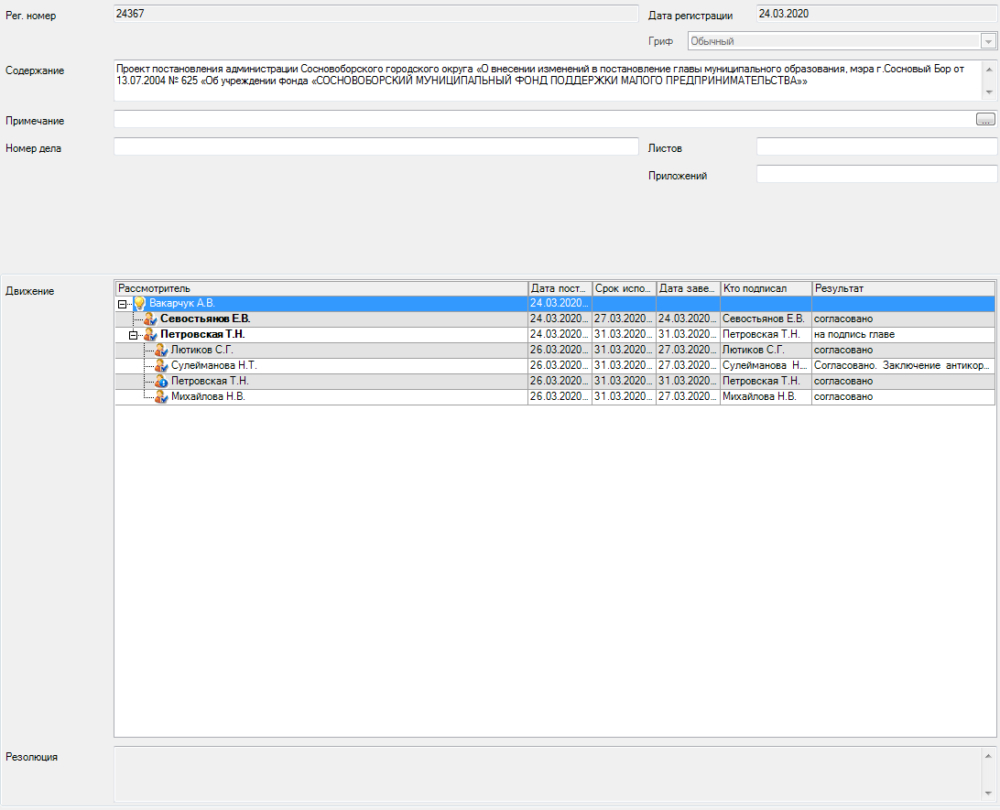 Рег. номер 24367 Дата регистрации 24.03.2020
Гриф Обычный
Содержание Проект постановления администрации Сосновоборского городского округа «О внесении изменений в постановление главы муниципального образования, мэра г.Сосновый Бор от
13.07.2004 № 625 «Об учреждении фонда «СОСНОВОБОРСКИЙ МУНИЦИПАЛЬНЫЙ ФОНД ПОДДЕРЖКИ МАЛОГО ПРЕДПРИНИМАТЕЛЬСТВА»»
Примечание ...
Номер дела Листов
Приложений
Движение
Рассмотритель Дата пост... Срок испо... Дата заве... Кто подписал Результат
Вакарчук А.В. 24.03.2020...
Севостьянов Е.В. 24.03.2020... 27.03.2020... 24.03.2020... Севостьянов Е.В. согласовано
Петровская Т.Н. 24.03.2020... 31.03.2020... 31.03.2020... Петровская Т.Н. на подпись главе
Лютиков С.Г. 26.03.2020... 31.03.2020... 27.03.2020... Лютиков С.Г. согласовано
Сулейманова Н.Т. 26.03.2020... 31.03.2020... 27.03.2020... Сулейманова Н.... Согласовано. Заключение антикор...
Петровская Т.Н. 26.03.2020... 31.03.2020... 31.03.2020... Петровская Т.Н. согласовано
Михайлова Н.В. 26.03.2020... 31.03.2020... 27.03.2020... Михайлова Н.В. согласовано
Резолюция